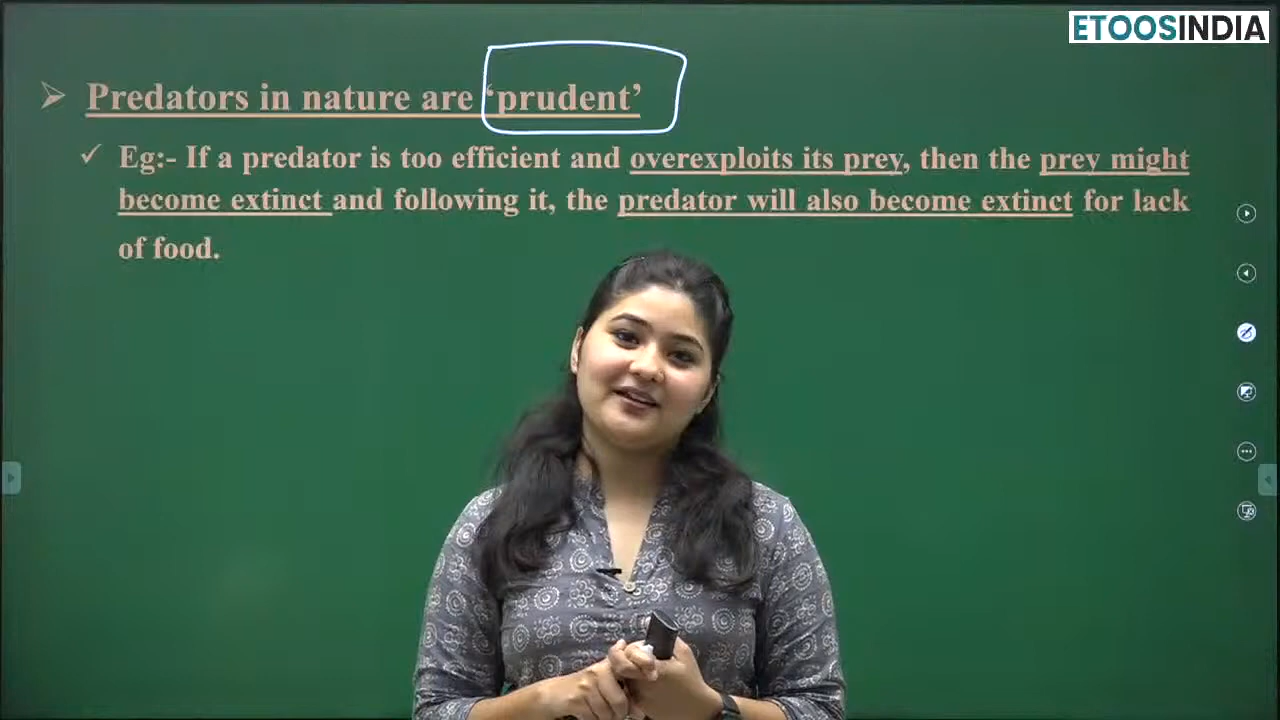 ETOOSINDIA
Predators in nature are ‘prudent’
Eg:- If a predator is too efficient and overexploits its prey, then the prey might
become extinct and following it, the predator will also become extinct for lack
of food.